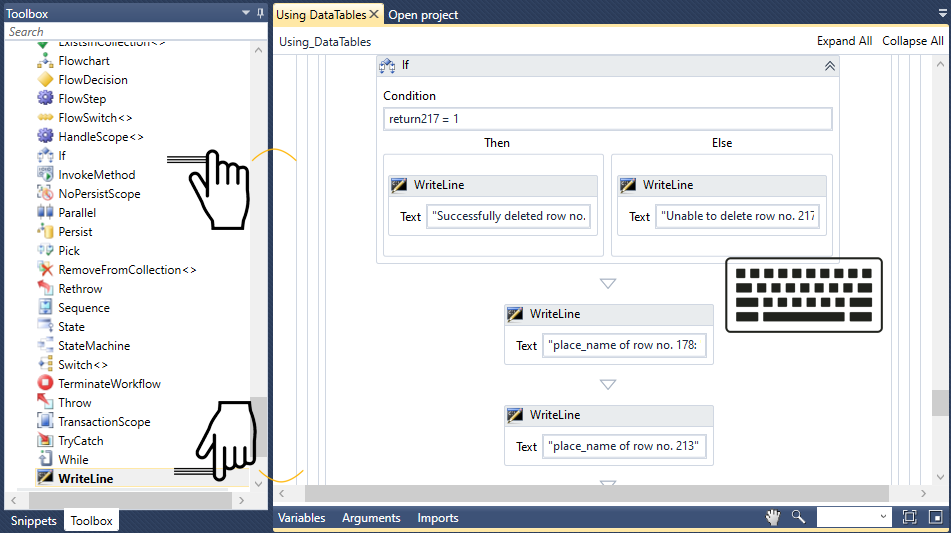 Toolbox
Search
ExistsInCollection<>
Flowchart
FlowDecision
FlowStep
FlowSwitch<>
HandleScope<>
If
InvokeMethod
NoPersistScope
Parallel
Persist
Pick
RemoveFromCollection<>
Rethrow
Sequence
State
StateMachine
Switch<>
TerminateWorkflow
Throw
TransactionScope
TryCatch
While
WriteLine
Snippets Toolbox
Using DataTables Open project
Using_DataTables Expand All Collapse All
If
Condition
return217 = 1
Then Else
WriteLine WriteLine
Text "Successfully deleted row no. Text "Unable to delete row no. 217
WriteLine
Text "place_name of row no. 178:
WriteLine
Text "place_name of row no. 213"
Variables Arguments Imports